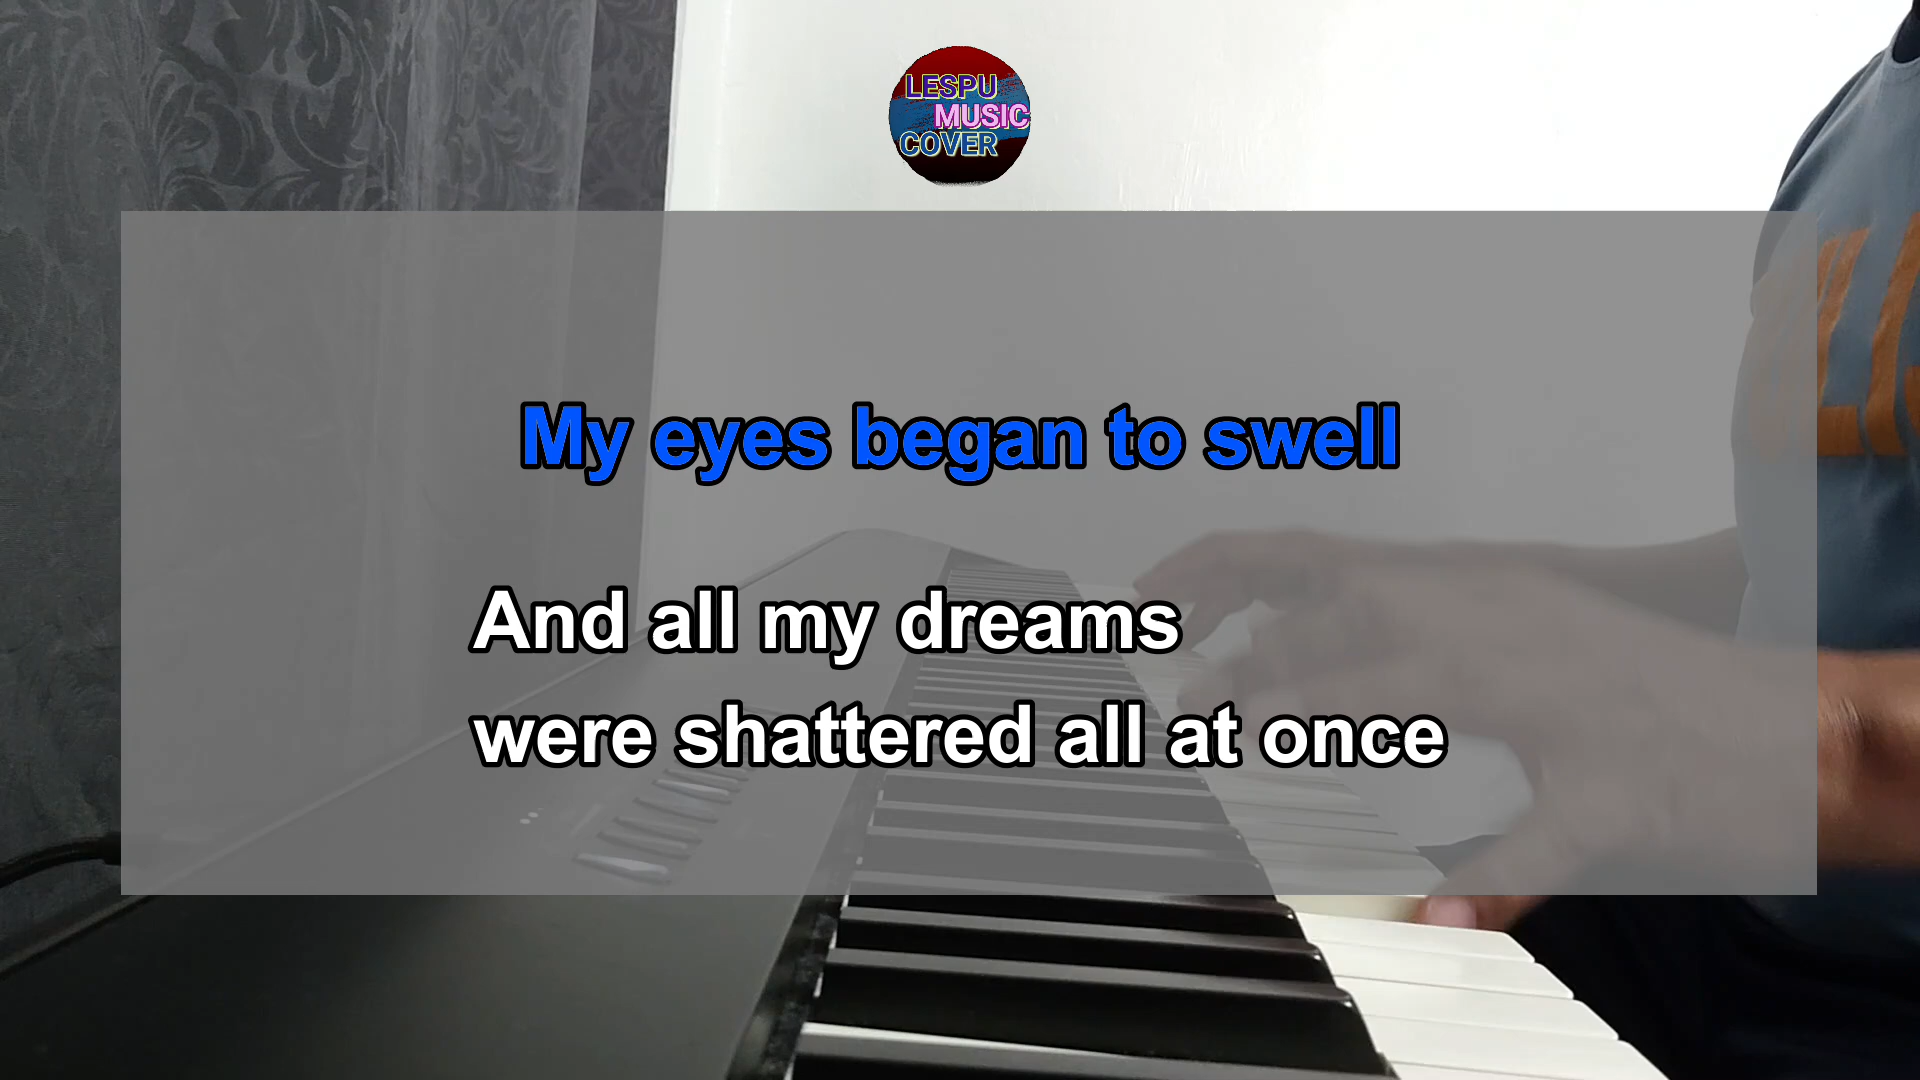 LESPU
MUSIC
COVER
My eyes began to swell
And all my dreams
were shattered all at once